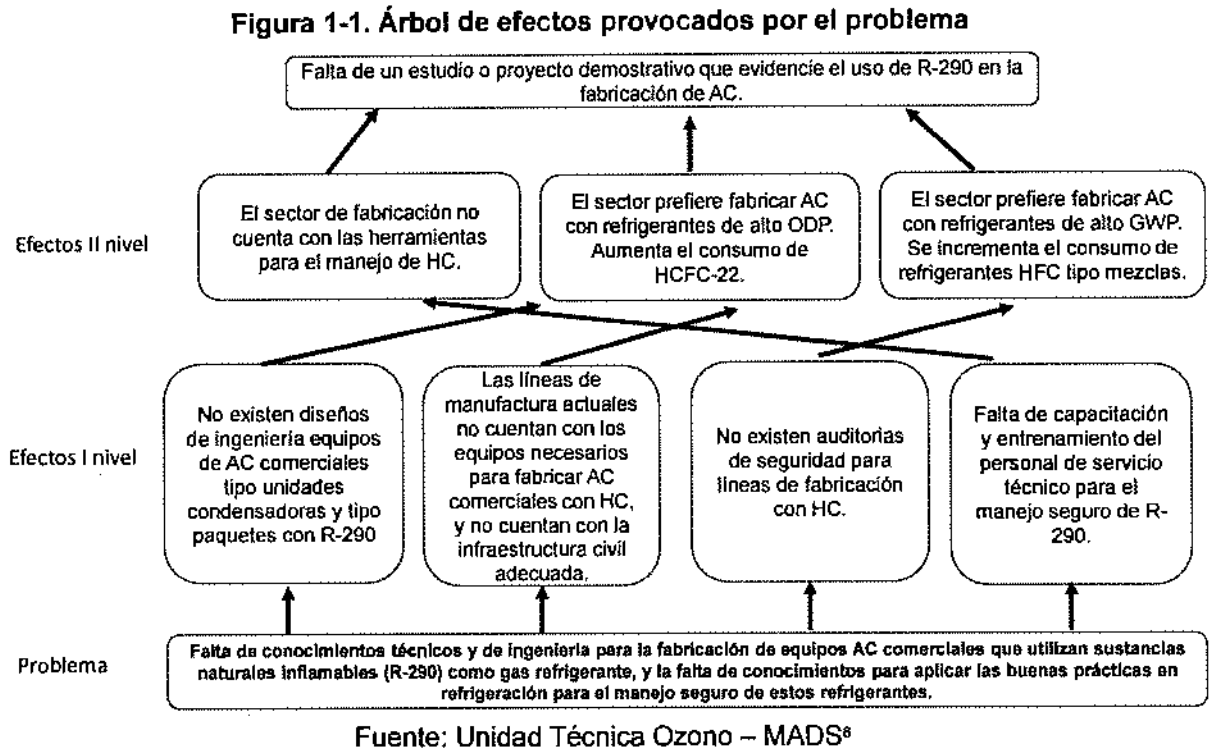 Figura 1-1. Árbol de efectos provocados por el problema
Falta de un estudio o proyecto demostrativo que evidencie el uso de R-290 en la
fabricación de AC.
Efectos II nivel
El sector de fabricación no
cuenta con las herramientas
para el manejo de HC.
El sector prefiere fabricar AC
con refrigerantes de alto ODP.
Aumenta el consumo de
HCFC-22.
El sector prefiere fabricar AC
con refrigerantes de alto GWP.
Se incrementa el consumo de
refrigerantes HFC tipo mezclas.
Efectos I nivel
No existen diseños
de ingeniería equipos
de AC comerciales
tipo unidades
condensadoras y tipo
paquetes con R-290
Las líneas de
manufactura actuales
no cuentan con los
equipos necesarios
para fabricar AC
comerciales con HC,
y no cuentan con la
infraestructura civil
adecuada.
No existen auditorias
de seguridad para
líneas de fabricación
con HC.
Falta de capacitación
y entrenamiento del
personal de servicio
técnico para el
manejo seguro de R-
290.
Problema
Falta de conocimientos técnicos y de ingeniería para la fabricación de equipos AC comerciales que utilizan sustancias
naturales inflamables (R-290) como gas refrigerante, y la falta de conocimientos para aplicar las buenas prácticas en
refrigeración para el manejo seguro de estos refrigerantes.
Fuente: Unidad Técnica Ozono – MADS⁶